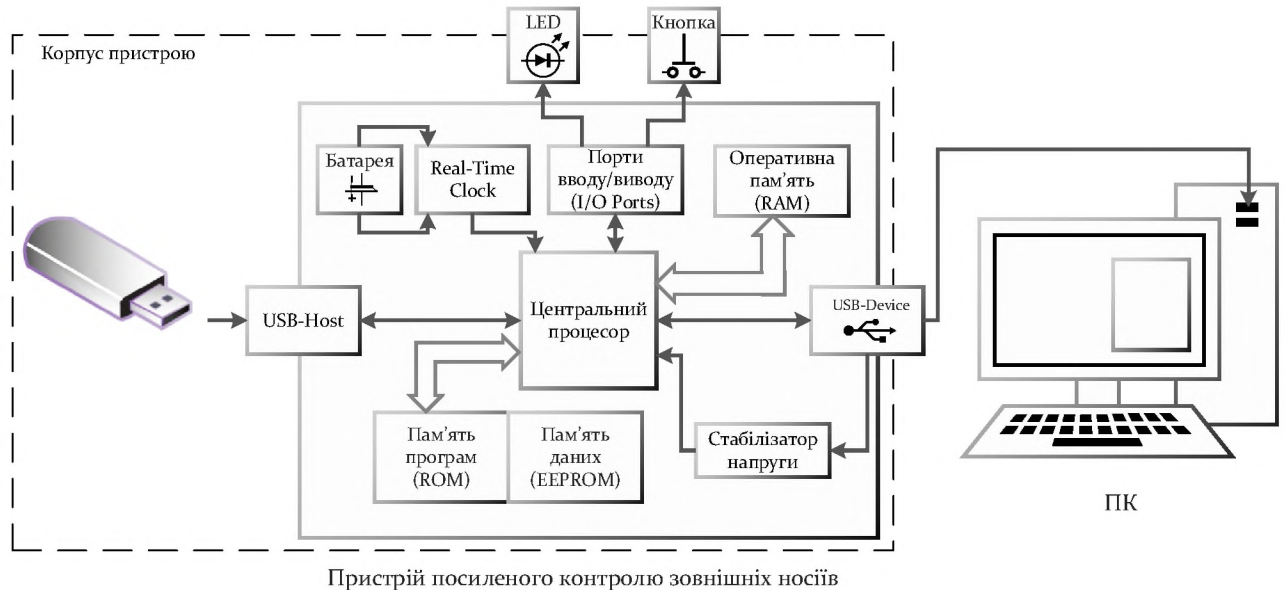 Корпус пристрою
LED
Кнопка
Батарея
Real-Time
Clock
Порти
вводу/виводу
(I/O Ports)
Оперативна
пам'ять
(RAM)
USB-Host
Центральний
процесор
USB-Device
Пам'ять
програм
(ROM)
Пам'ять
даних
(EEPROM)
Стабілізатор
напруги
ПК
Пристрій посиленого контролю зовнішніх носіїв